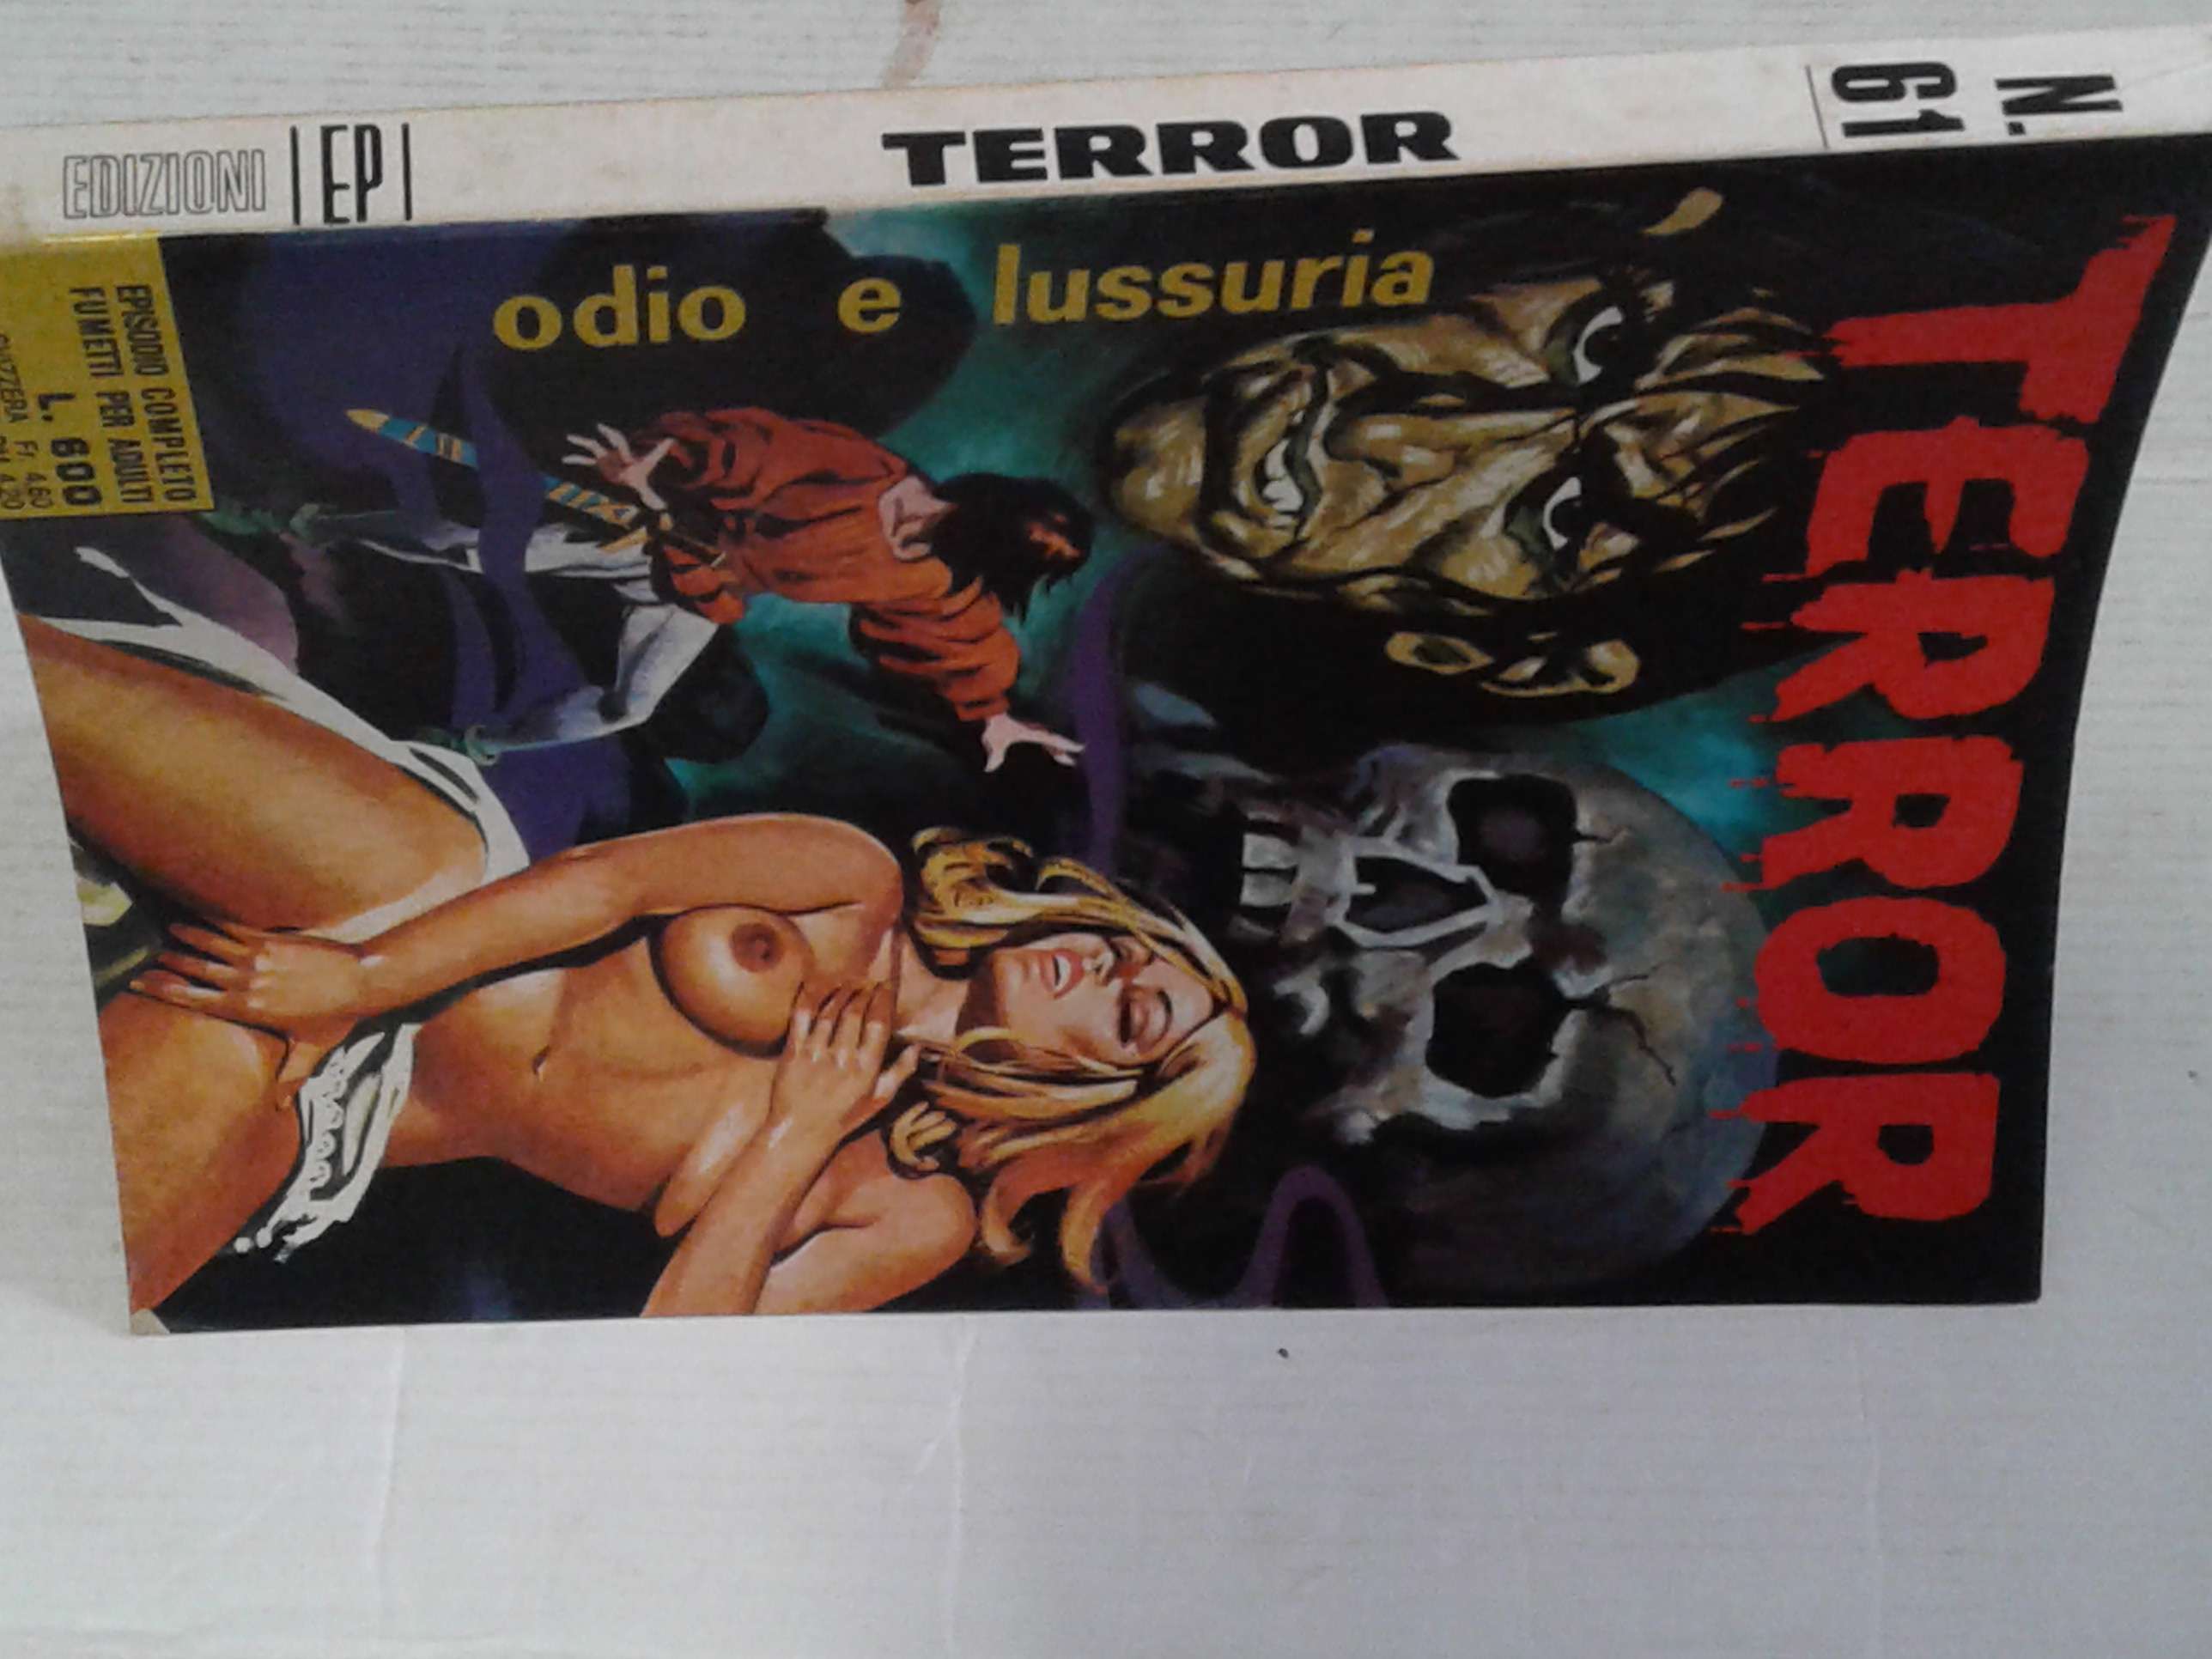 N. 61
TERROR
EDIZIONI |EP|
TERROR
odio e lussuria
EPISODIO COMPLETO
FUMETTI PER ADULTI
L. 600